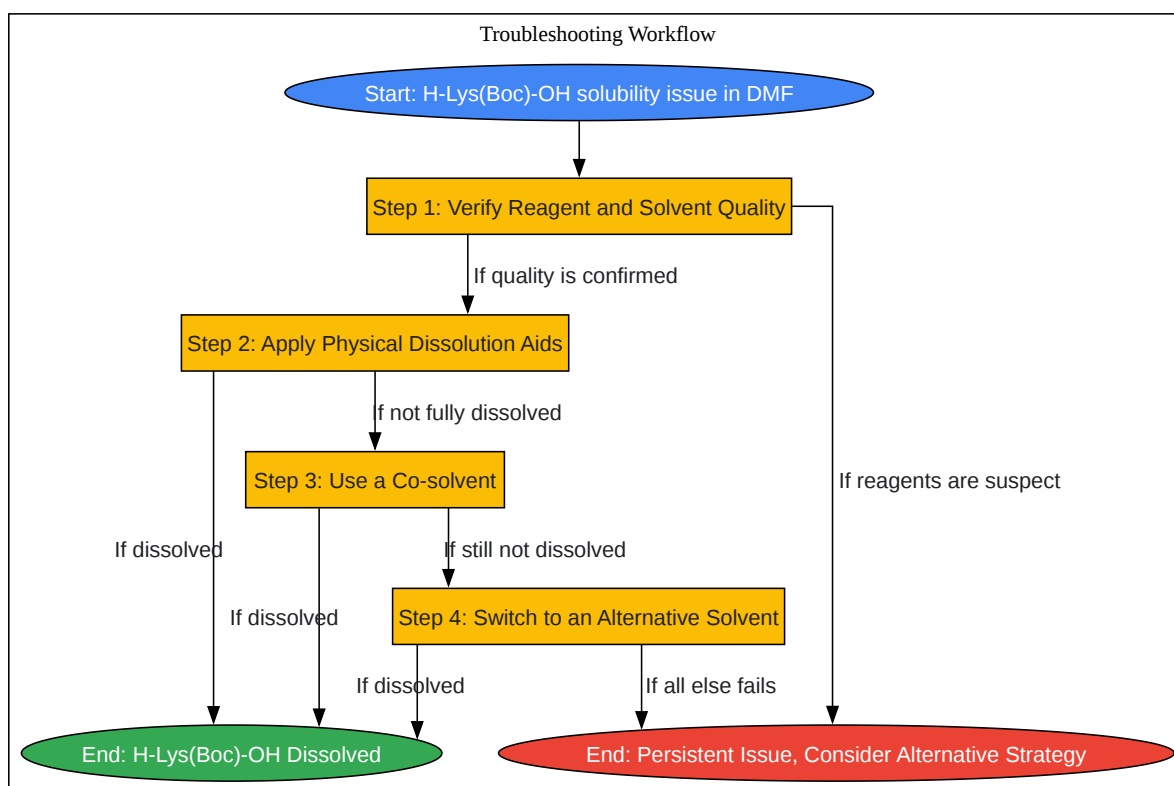 Troubleshooting Workflow
Start: H-Lys(Boc)-OH solubility issue in DMF
Step 1: Verify Reagent and Solvent Quality
If quality is confirmed
Step 2: Apply Physical Dissolution Aids
If not fully dissolved
Step 3: Use a Co-solvent
If reagents are suspect
If dissolved
If still not dissolved
If dissolved
Step 4: Switch to an Alternative Solvent
If dissolved
If all else fails
End: H-Lys(Boc)-OH Dissolved
End: Persistent Issue, Consider Alternative Strategy